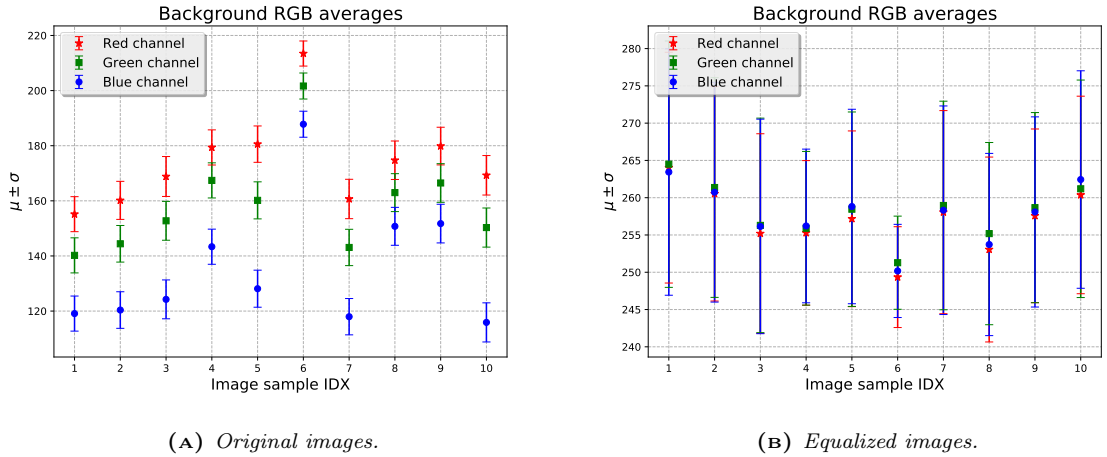 Background RGB averages
220
200
180
160
140
120
μ ± σ
Red channel
Green channel
Blue channel
1 2 3 4 5 6 7 8 9 10
Image sample IDX
(A) Original images.
Background RGB averages
280
275
270
265
260
255
250
245
240
μ ± σ
Red channel
Green channel
Blue channel
1 2 3 4 5 6 7 8 9 10
Image sample IDX
(B) Equalized images.